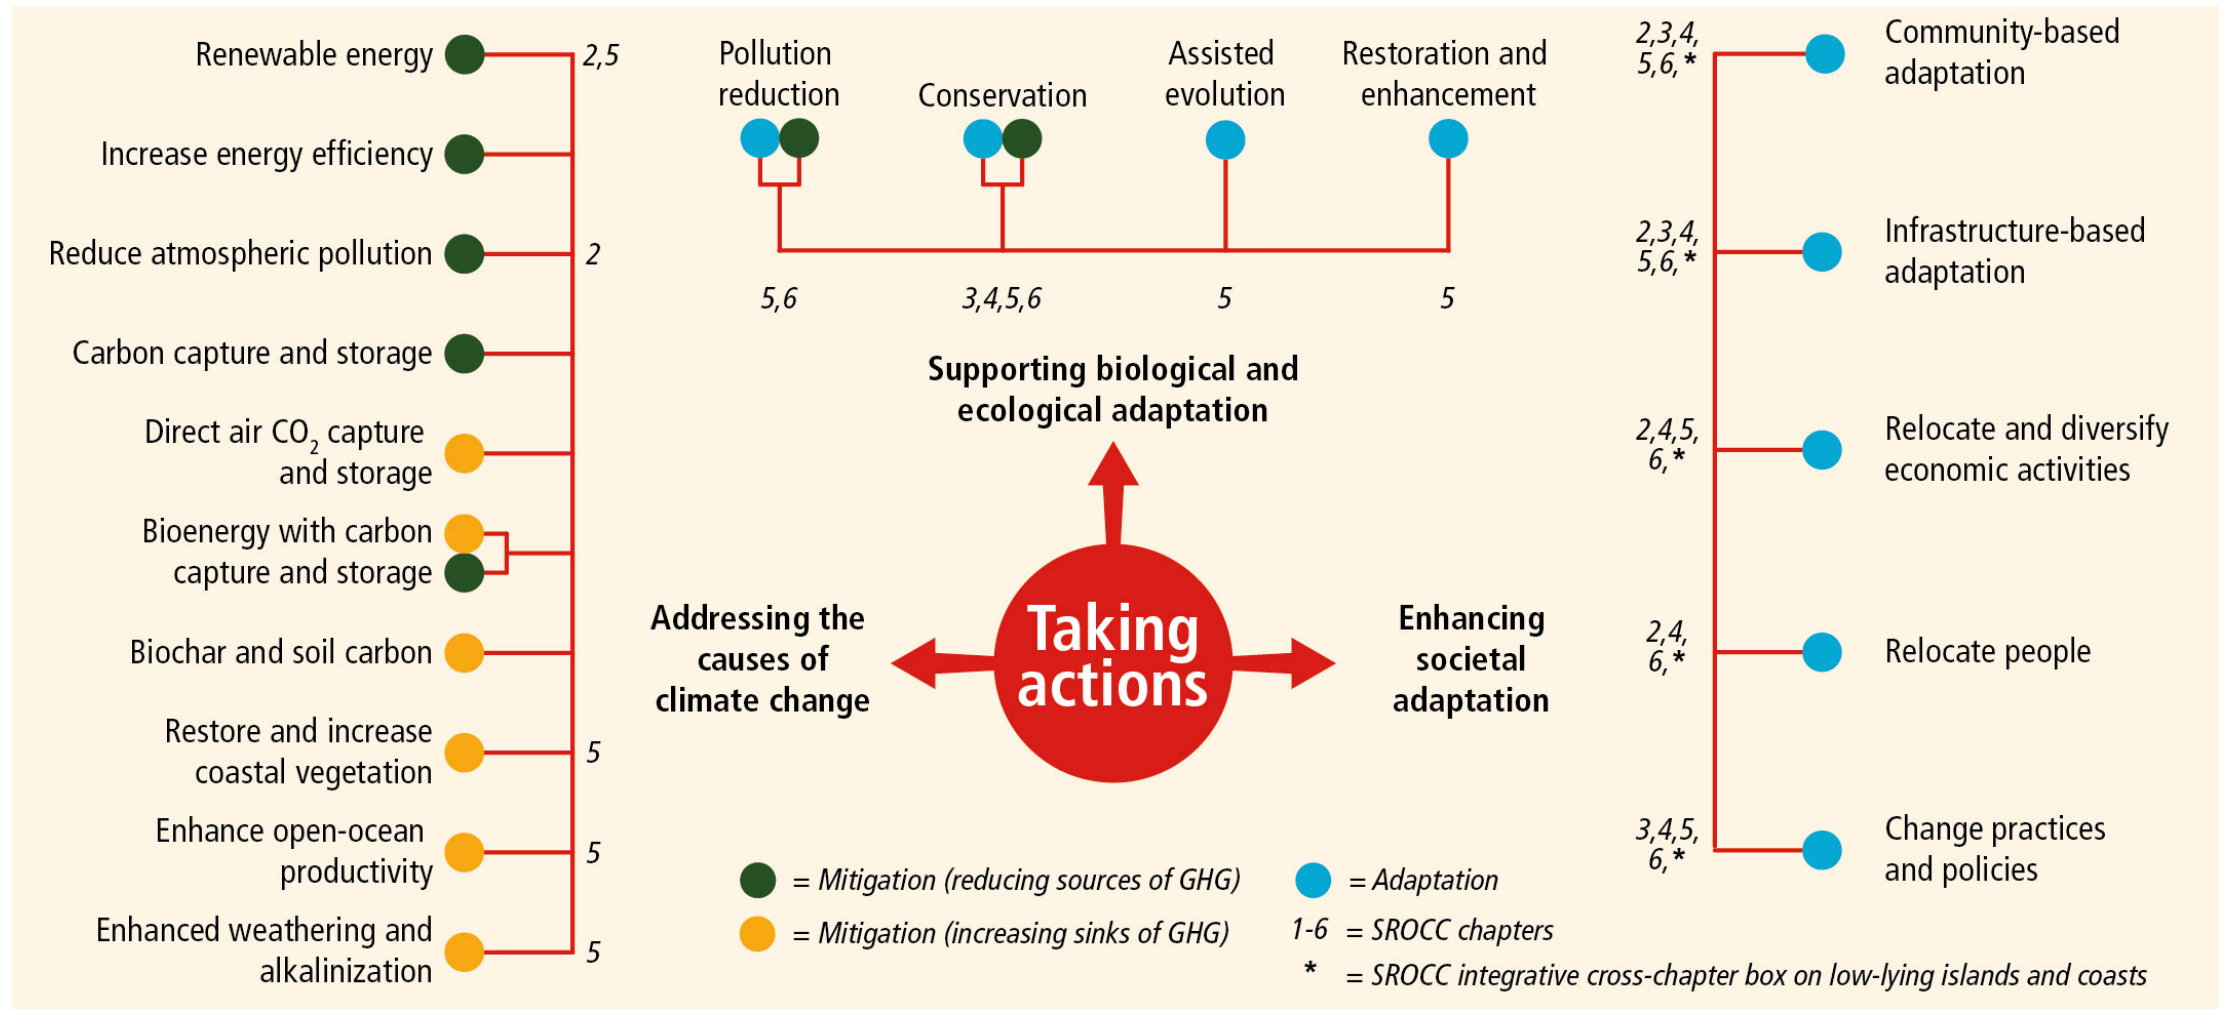 Renewable energy
2,5
Increase energy efficiency
Reduce atmospheric pollution
2
Carbon capture and storage
Direct air CO₂ capture
and storage
Bioenergy with carbon
capture and storage
Biochar and soil carbon
Restore and increase
coastal vegetation
5
Enhance open-ocean
productivity
5
Enhanced weathering and
alkalinization
5
Pollution
reduction
Conservation
Assisted
evolution
Restoration and
enhancement
5,6
3,4,5,6
5
5
Supporting biological and
ecological adaptation
Addressing the
causes of
climate change
Taking
actions
Enhancing
societal
adaptation
2,3,4,
5,6,*
Community-based
adaptation
2,3,4,
5,6,*
Infrastructure-based
adaptation
2,4,5,
6,*
Relocate and diversify
economic activities
2,4,
6,*
Relocate people
3,4,5,
6,*
Change practices
and policies
= Mitigation (reducing sources of GHG)
= Mitigation (increasing sinks of GHG)
= Adaptation
1-6 = SROCC chapters
* = SROCC integrative cross-chapter box on low-lying islands and coasts